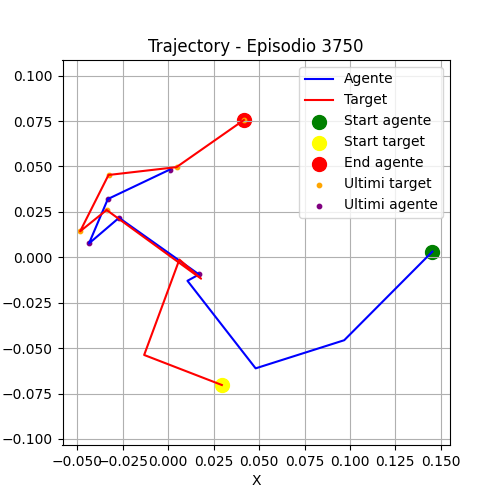 Trajectory - Episodio 3750
Agente
Target
Start agente
Start target
End agente
Ultimi target
Ultimi agente
0.100
0.075
0.050
0.025
0.000
−0.025
−0.050
−0.075
−0.100
−0.050 −0.025 0.000 0.025 0.050 0.075 0.100 0.125 0.150
X